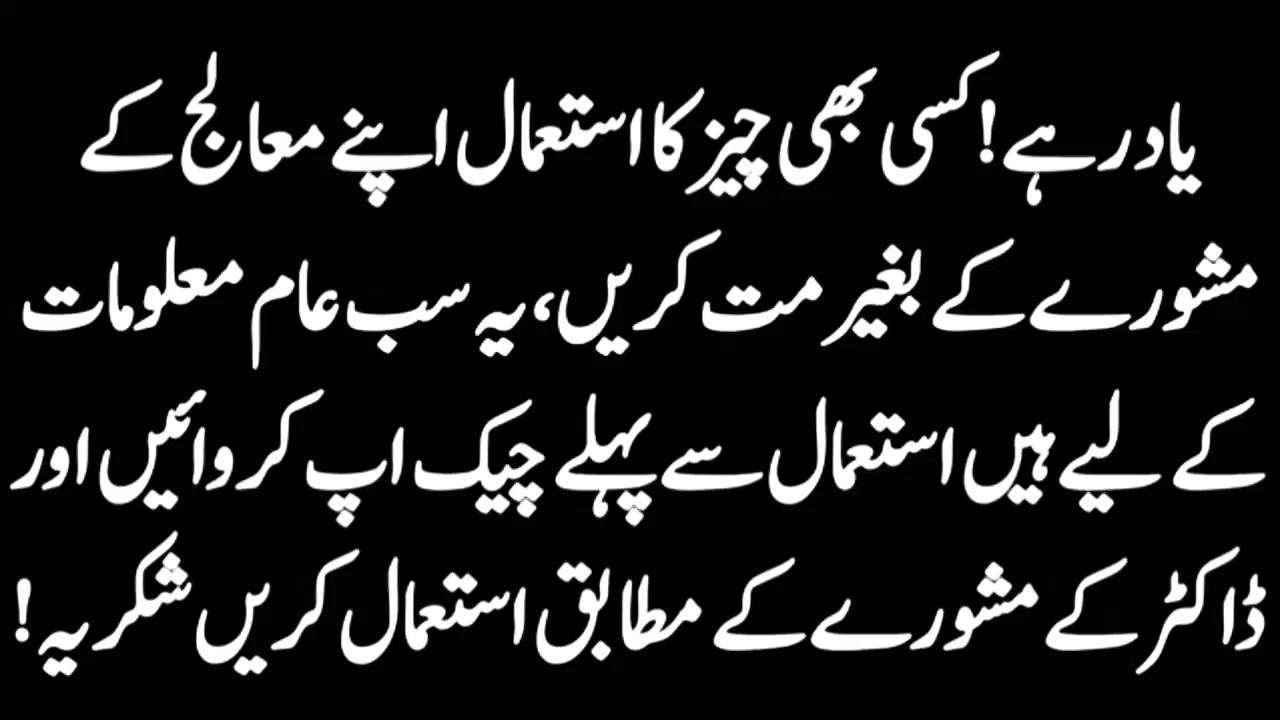 یاد رہے! کسی بھی چیز کا استعمال اپنے معالج کے
مشورے کے بغیر مت کریں، یہ سب عام معلومات
کے لیے ہیں استعمال سے پہلے چیک اپ کروائیں اور
ڈاکٹر کے مشورے کے مطابق استعمال کریں شکریہ!